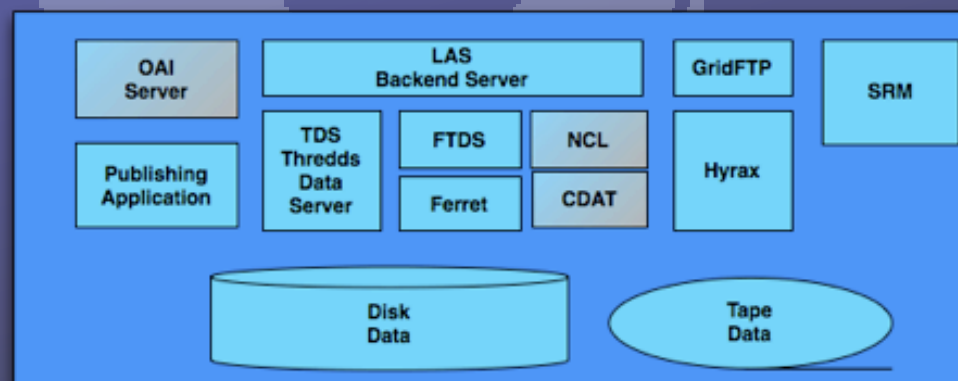 OAI
Server
LAS
Backend Server
GridFTP
SRM
Publishing
Application
TDS
Thredds
Data
Server
FTDS
NCL
Ferret
CDAT
Hyrax
Disk
Data
Tape
Data